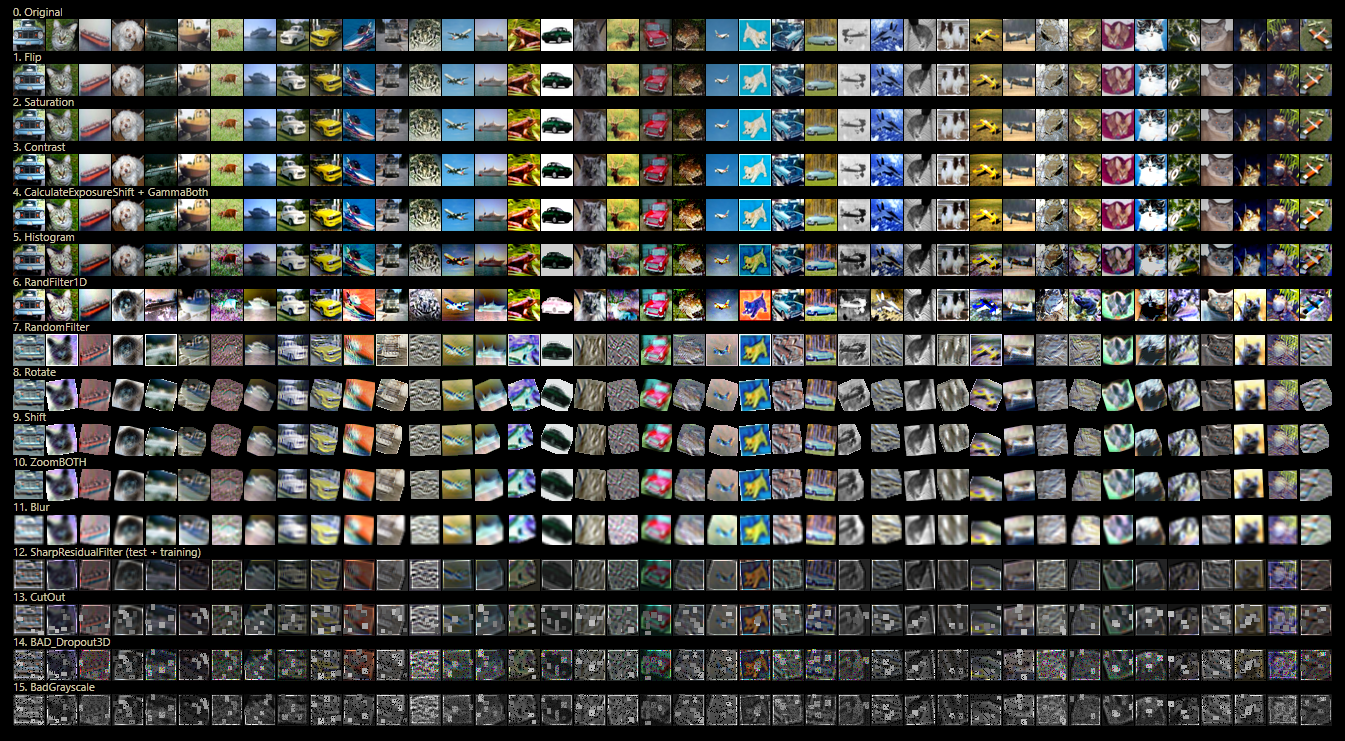 0. Original
1. Flip
2. Saturation
3. Contrast
4. CalculateExposureShift + GammaBoth
5. Histogram
6. RandFilter1D
7. RandomFilter
8. Rotate
9. Shift
10. ZoomBOTH
11. Blur
12. SharpResidualFilter (test + training)
13. CutOut
14. BAD_Dropout3D
15. BadGrayscale